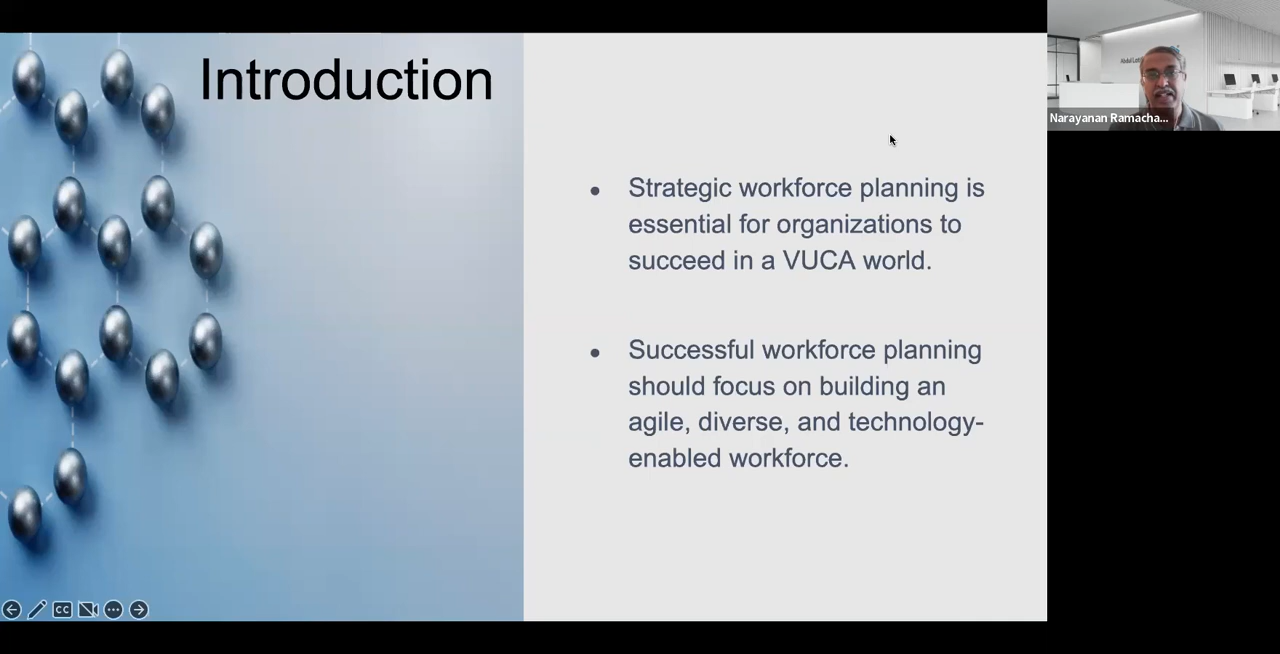 Introduction
• Strategic workforce planning is
essential for organizations to
succeed in a VUCA world.
• Successful workforce planning
should focus on building an
agile, diverse, and technology-
enabled workforce.
Narayanan Ramacha...
CC